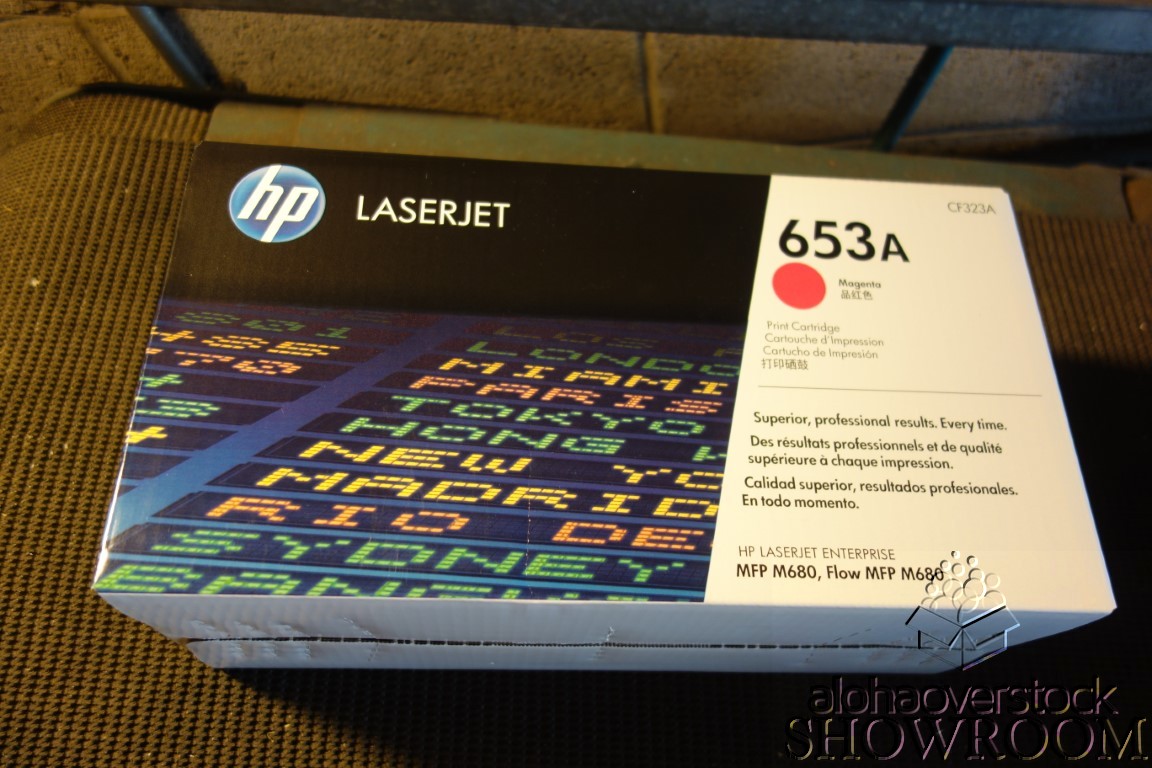 hp
LASERJET
CF323A
653A
Magenta
品红色
Print Cartridge
Cartouche d'Impression
Cartucho de Impresión
打印硒鼓
Superior, professional results. Every time.
Des résultats professionnels et de qualité
supérieure à chaque impression.
Calidad superior, resultados profesionales.
En todo momento.
HP LASERJET ENTERPRISE
MFP M680, Flow MFP M680
LONDO
MIAMI
PARIS
TOKYO
HONG
NEW YO
MADRID
RIO DE
SYDNEY
alohaoverstock
SHOWROOM